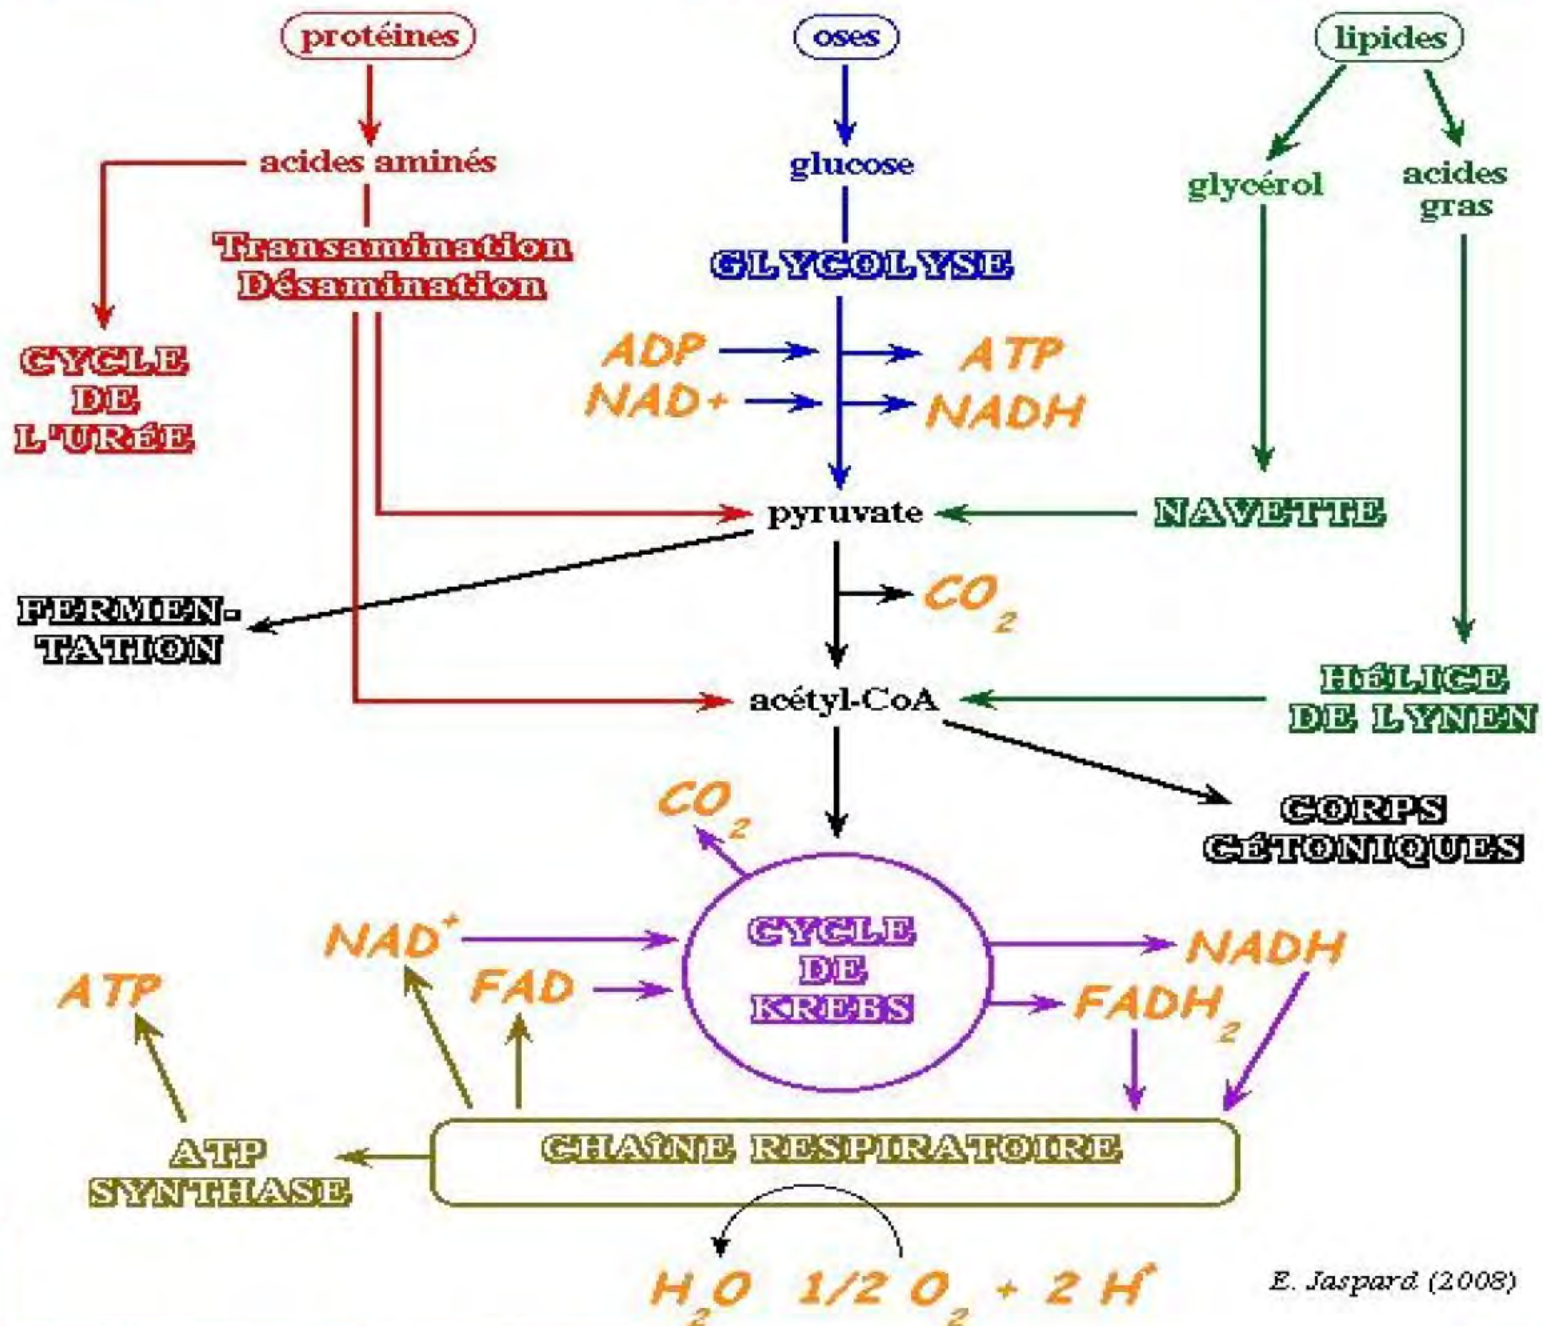 protéines
oses
lipides
acides aminés
glucose
glycérol
acides
gras
Transamination
Désamination
GLYCOLYSE
CYCLE
DE
L'URÉE
ADP
ATP
NAD+
NADH
pyruvate
NAVETTE
CO2
FERMEN-
TATION
acétyl-CoA
HÉLICE
DE LYNEN
CORPS
CÉTONIQUES
CO2
CYCLE
DE
KREBS
NAD+
NADH
FAD
FADH2
ATP
CHAÎNE RESPIRATOIRE
ATP
SYNTHASE
H2O 1/2 O2 + 2 H+
E. Jaspard (2008)